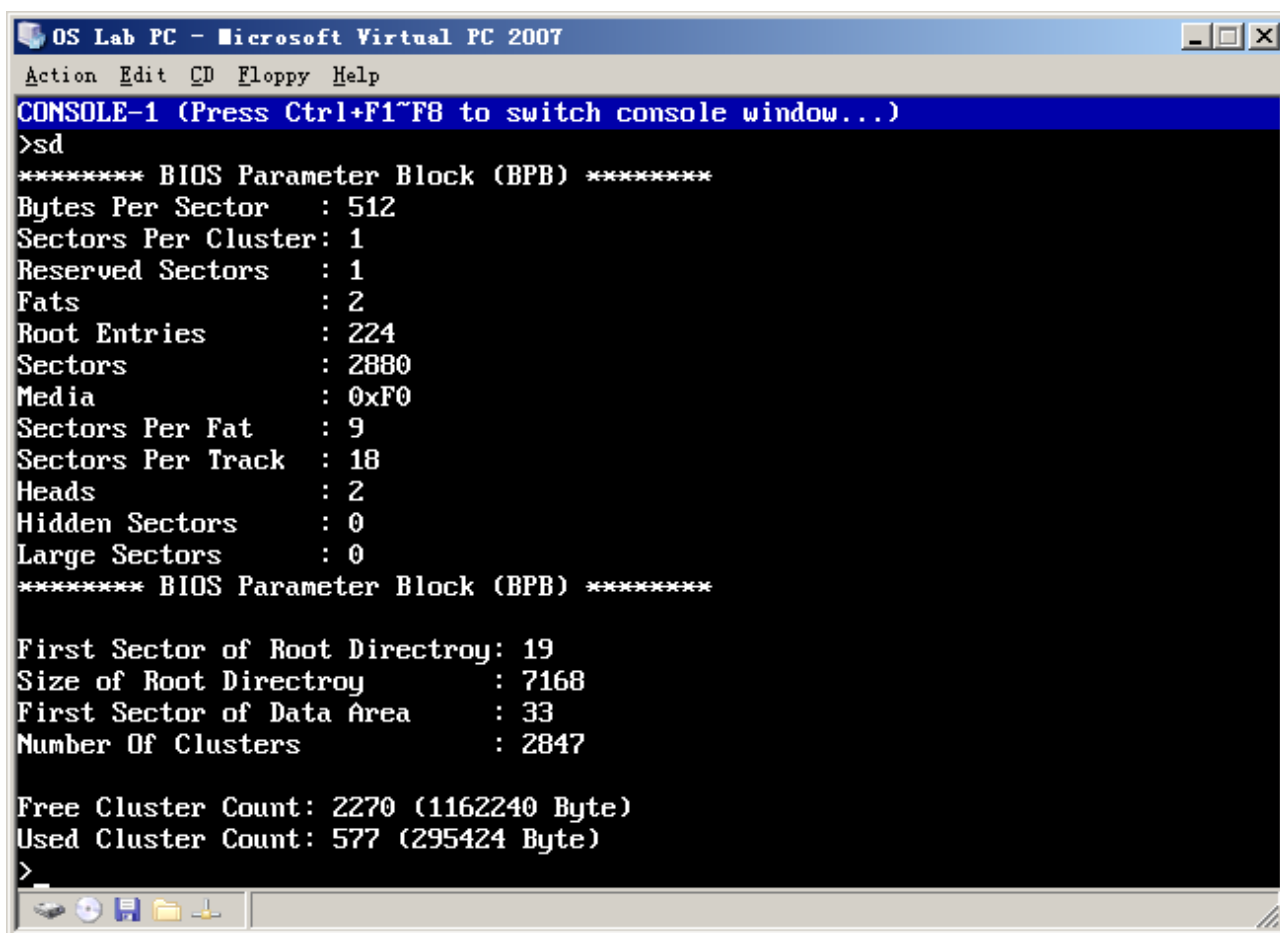 OS Lab PC - Microsoft Virtual PC 2007
Action Edit CD Floppy Help
CONSOLE-1 (Press Ctrl+F1~F8 to switch console window...)
>sd
******** BIOS Parameter Block (BPB) ********
Bytes Per Sector   : 512
Sectors Per Cluster: 1
Reserved Sectors   : 1
Fats               : 2
Root Entries       : 224
Sectors            : 2880
Media              : 0xF0
Sectors Per Fat    : 9
Sectors Per Track  : 18
Heads              : 2
Hidden Sectors     : 0
Large Sectors      : 0
******** BIOS Parameter Block (BPB) ********
First Sector of Root Directroy: 19
Size of Root Directroy        : 7168
First Sector of Data Area     : 33
Number Of Clusters            : 2847
Free Cluster Count: 2270 (1162240 Byte)
Used Cluster Count: 577 (295424 Byte)
>_